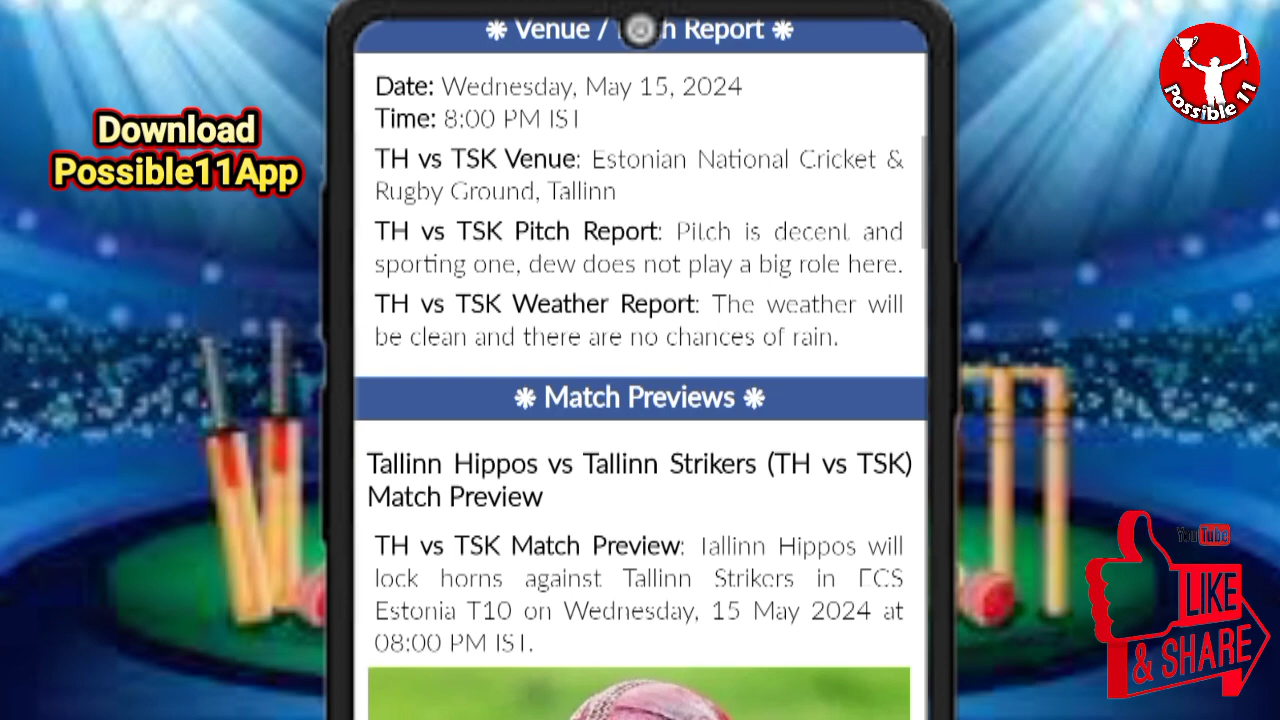 ❋ Venue / Pitch Report ❋
Date: Wednesday, May 15, 2024
Time: 8:00 PM IST
TH vs TSK Venue: Estonian National Cricket &
Rugby Ground, Tallinn
TH vs TSK Pitch Report: Pitch is decent and
sporting one, dew does not play a big role here.
TH vs TSK Weather Report: The weather will
be clean and there are no chances of rain.
❋ Match Previews ❋
Tallinn Hippos vs Tallinn Strikers (TH vs TSK)
Match Preview
TH vs TSK Match Preview: Tallinn Hippos will
lock horns against Tallinn Strikers in ECS
Estonia T10 on Wednesday, 15 May 2024 at
08:00 PM IST.
Download
Possible11App
Possible 11
YouTube
LIKE
& SHARE